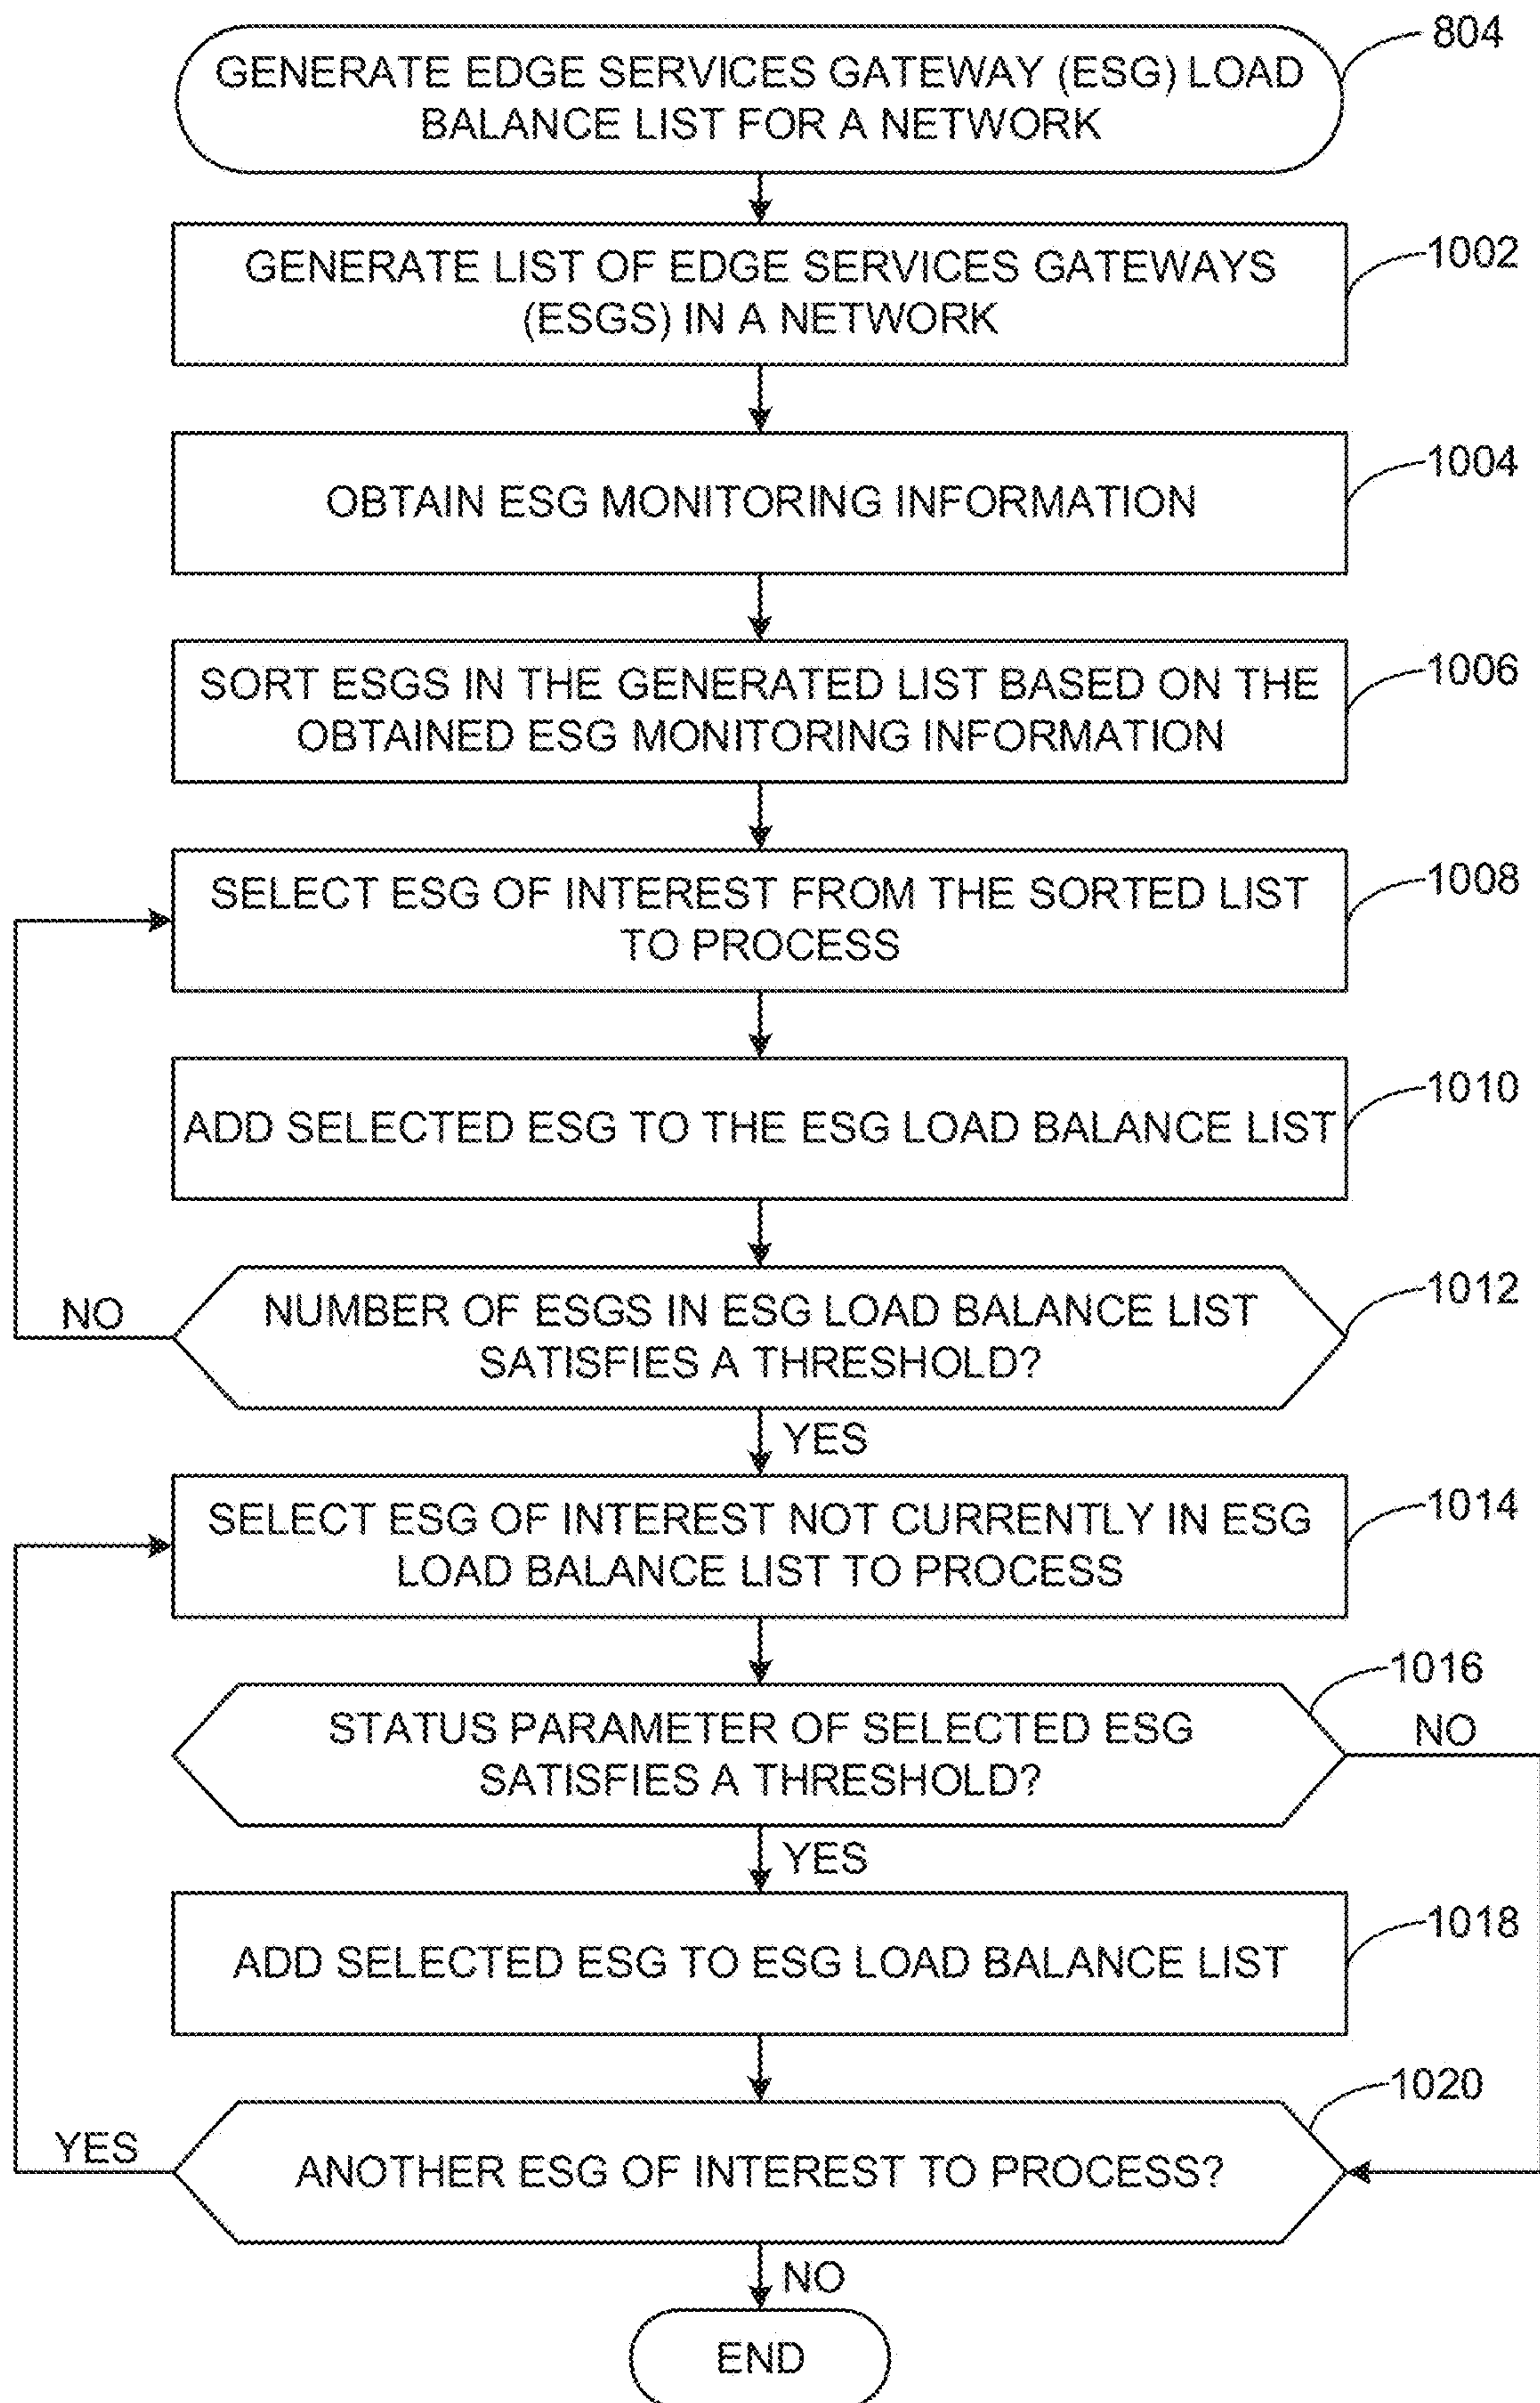 804
GENERATE EDGE SERVICES GATEWAY (ESG) LOAD
BALANCE LIST FOR A NETWORK
1002
GENERATE LIST OF EDGE SERVICES GATEWAYS
(ESGS) IN A NETWORK
1004
OBTAIN ESG MONITORING INFORMATION
1006
SORT ESGS IN THE GENERATED LIST BASED ON THE
OBTAINED ESG MONITORING INFORMATION
1008
SELECT ESG OF INTEREST FROM THE SORTED LIST
TO PROCESS
1010
ADD SELECTED ESG TO THE ESG LOAD BALANCE LIST
1012
NO
NUMBER OF ESGS IN ESG LOAD BALANCE LIST
SATISFIES A THRESHOLD?
YES
1014
SELECT ESG OF INTEREST NOT CURRENTLY IN ESG
LOAD BALANCE LIST TO PROCESS
1016
STATUS PARAMETER OF SELECTED ESG
SATISFIES A THRESHOLD?
NO
YES
1018
ADD SELECTED ESG TO ESG LOAD BALANCE LIST
1020
YES
ANOTHER ESG OF INTEREST TO PROCESS?
NO
END